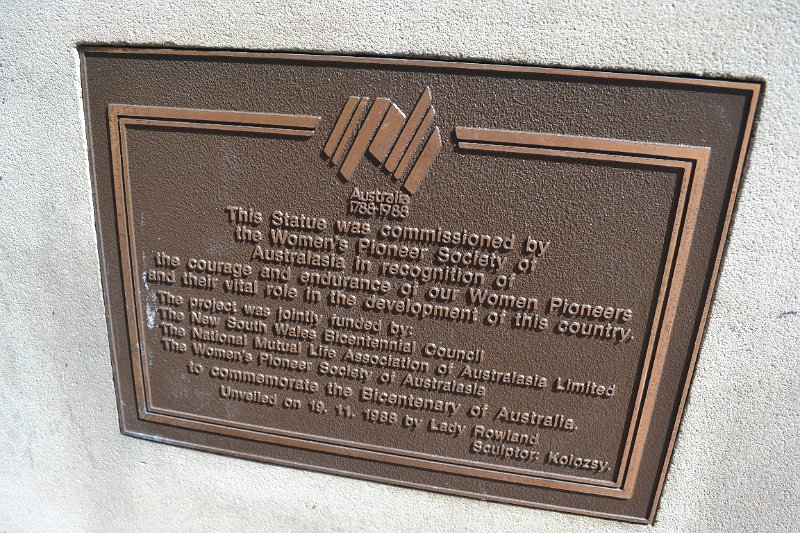 Australia
1788-1988
This Statue was commissioned by
the Women's Pioneer Society of
Australasia in recognition of
the courage and endurance of our Women Pioneers
and their vital role in the development of this country.
The project was jointly funded by:
The New South Wales Bicentennial Council
The National Mutual Life Association of Australasia Limited
The Women's Pioneer Society of Australasia
to commemorate the Bicentenary of Australia.
Unveiled on 19. 11. 1988 by Lady Rowland
Sculptor: Kolozsy.